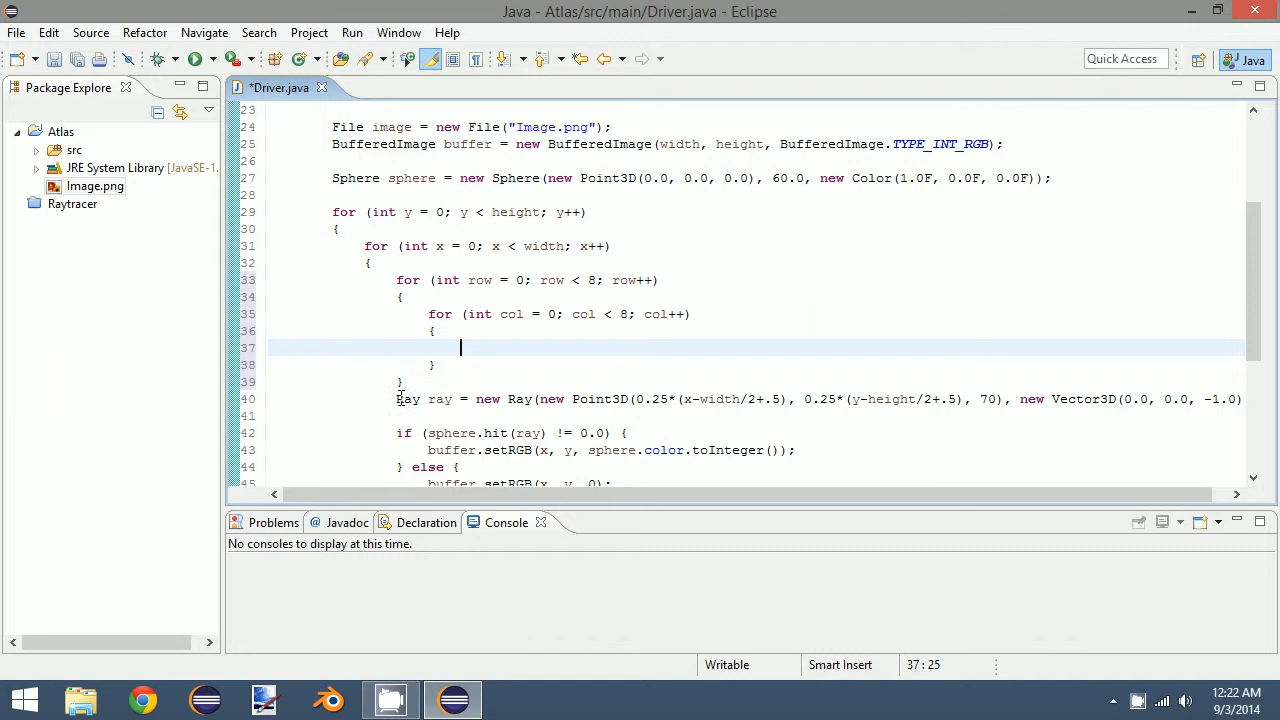 Java - Atlas/src/main/Driver.java - Eclipse
File Edit Source Refactor Navigate Search Project Run Window Help
Quick Access
Java
Package Explore
*Driver.java
23
24 File image = new File("Image.png");
25 BufferedImage buffer = new BufferedImage(width, height, BufferedImage.TYPE_INT_RGB);
26
27 Sphere sphere = new Sphere(new Point3D(0.0, 0.0, 0.0), 60.0, new Color(1.0F, 0.0F, 0.0F));
28
29 for (int y = 0; y < height; y++)
30 {
31 for (int x = 0; x < width; x++)
32 {
33 for (int row = 0; row < 8; row++)
34 {
35 for (int col = 0; col < 8; col++)
36 {
37
38 }
39 }
40 Ray ray = new Ray(new Point3D(0.25*(x-width/2+.5), 0.25*(y-height/2+.5), 70), new Vector3D(0.0, 0.0, -1.0)
41
42 if (sphere.hit(ray) != 0.0) {
43 buffer.setRGB(x, y, sphere.color.toInteger());
44 } else {
45 buffer.setRGB(x, y, 0);
Atlas
src
JRE System Library [JavaSE-1.
Image.png
Raytracer
Problems @ Javadoc Declaration Console
No consoles to display at this time.
Writable Smart Insert 37 : 25
12:22 AM
9/3/2014